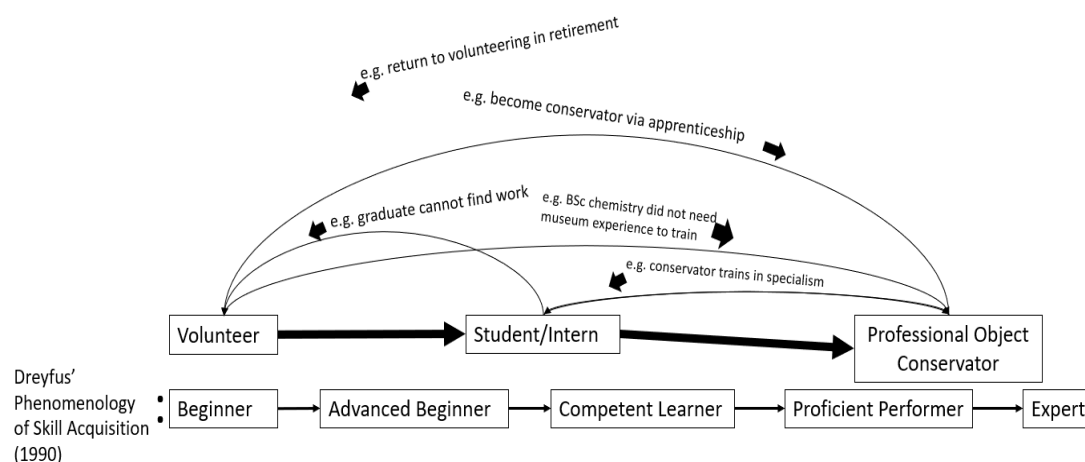 e.g. return to volunteering in retirement
e.g. become conservator via apprenticeship
e.g. graduate cannot find work
e.g. BSc chemistry did not need
museum experience to train
e.g. conservator trains in specialism
Volunteer
Student/Intern
Professional Object
Conservator
Dreyfus’
Phenomenology :
of Skill Acquisition :
(1990)
Beginner
Advanced Beginner
Competent Learner
Proficient Performer
Expert